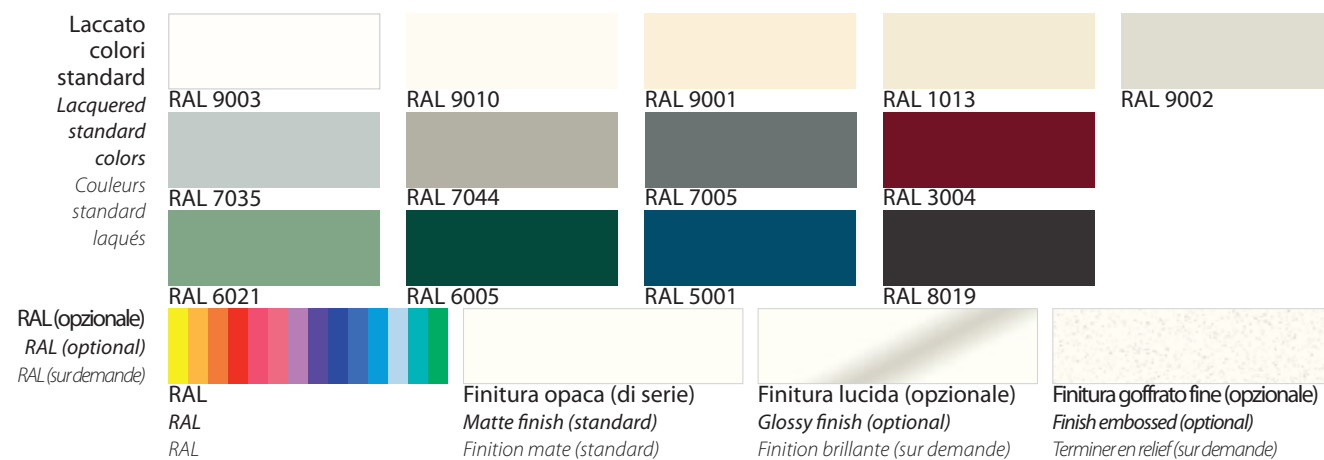 Laccato
colori
standard
Lacquered
standard
colors
Couleurs
standard
laqués
RAL 9003
RAL 9010
RAL 9001
RAL 1013
RAL 9002
RAL 7035
RAL 7044
RAL 7005
RAL 3004
RAL 6021
RAL 6005
RAL 5001
RAL 8019
RAL (opzionale)
RAL (optional)
RAL (sur demande)
RAL
RAL
RAL
Finitura opaca (di serie)
Matte finish (standard)
Finition mate (standard)
Finitura lucida (opzionale)
Glossy finish (optional)
Finition brillante (sur demande)
Finitura goffrato fine (opzionale)
Finish embossed (optional)
Terminer en relief (sur demande)